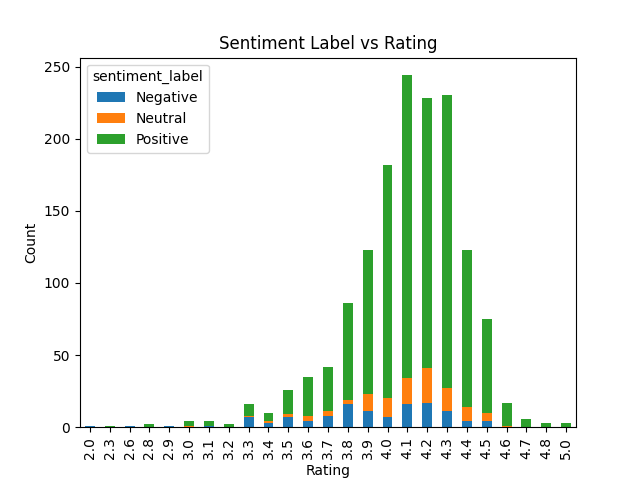 Sentiment Label vs Rating
sentiment_label
Negative
Neutral
Positive
Count
250
200
150
100
50
0
2.0 2.3 2.6 2.8 2.9 3.0 3.1 3.2 3.3 3.4 3.5 3.6 3.7 3.8 3.9 4.0 4.1 4.2 4.3 4.4 4.5 4.6 4.7 4.8 5.0
Rating